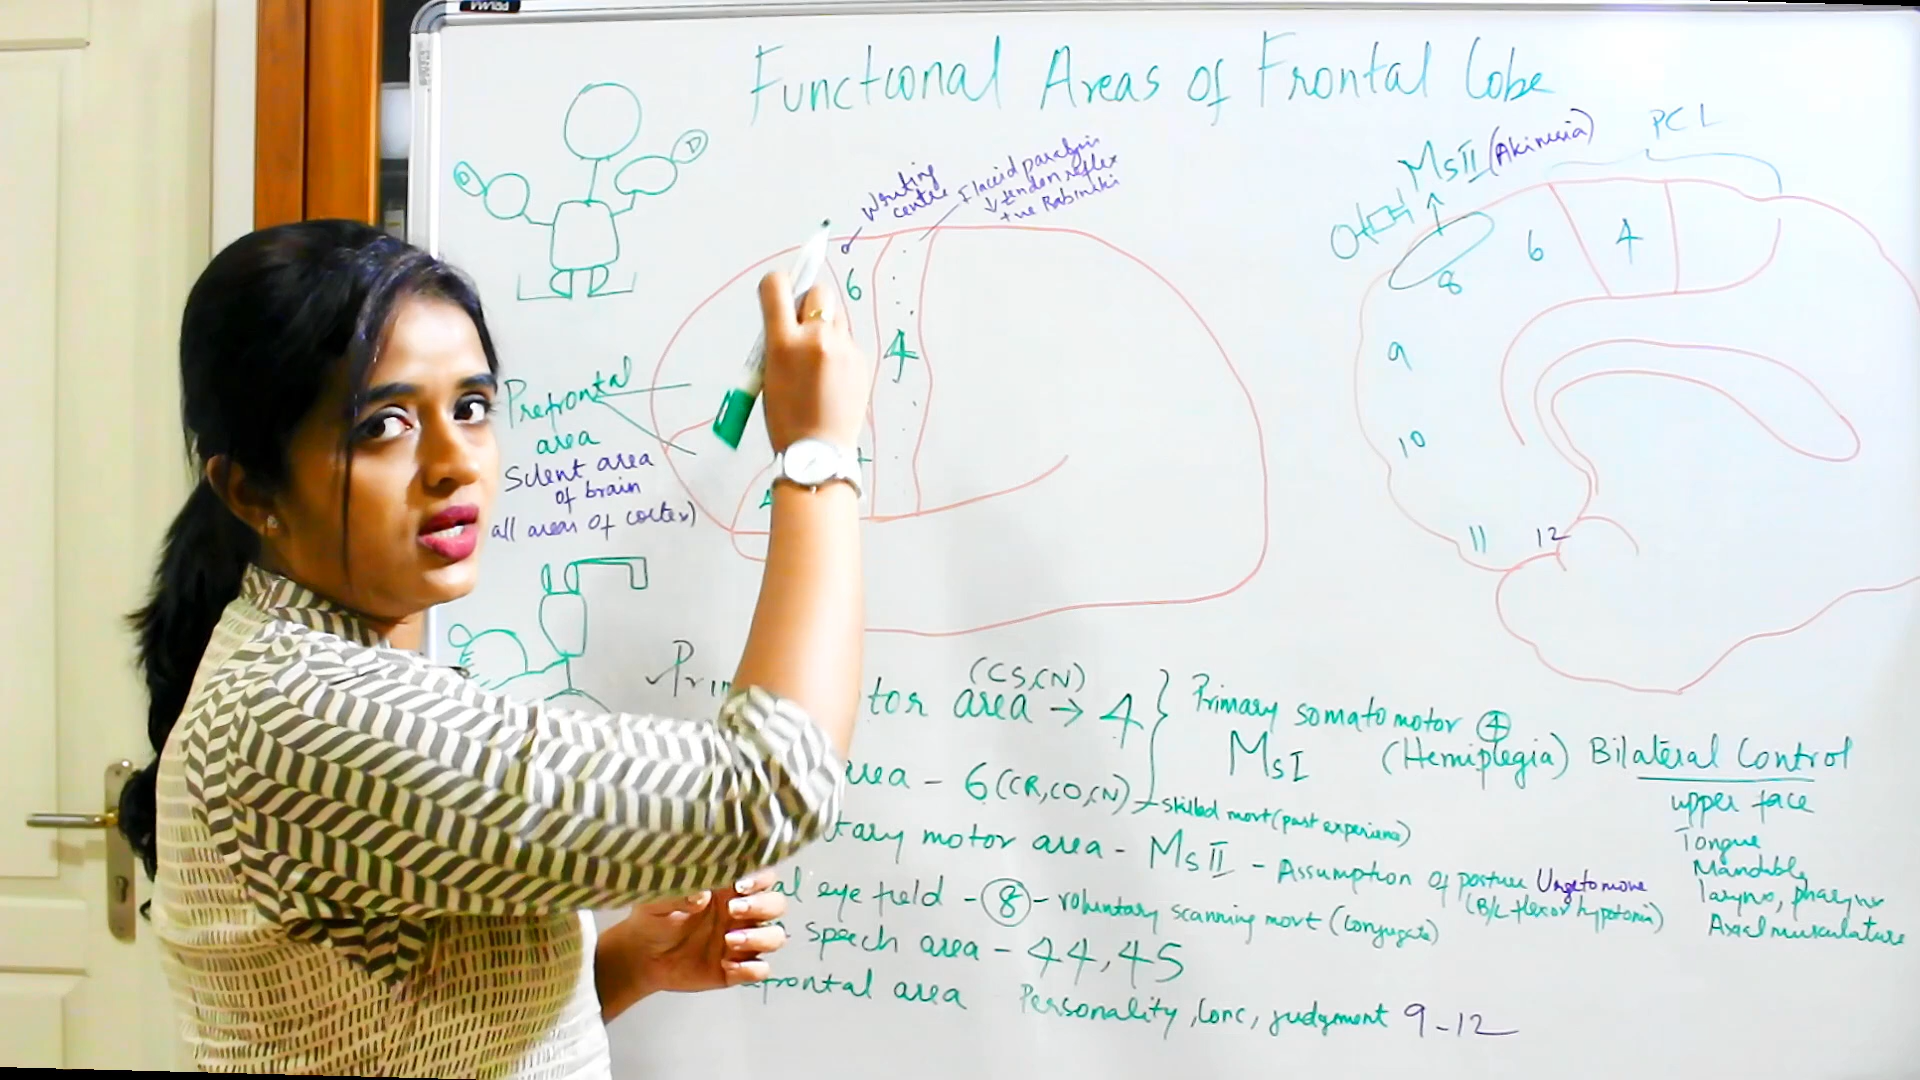 Functional Areas of Frontal Lobe
PCL
MsII (Akinesia)
Writing
centre
Flaccid paralysis
↓ tendon reflex
+ve Babinski
D
D
6
4
6
4
8
9
10
11
12
Prefrontal
area
Silent area
of brain
all areas of cortex)
(CS,CN)
tor area → 4
Primary somatomotor 4
MsI (Hemiplegia)
Bilateral Control
upper face
Tongue
Mandible
larynx, pharynx
Axial musculature
area - 6 (CR,CO,CN) → skilled movt (past experience)
tary motor area - MsII - Assumption of posture Urge to move
(B/L flexor hypotonia)
al eye field - 8 - voluntary scanning movt (conjugate)
speech area - 44, 45
frontal area Personality, Conc, judgment 9-12